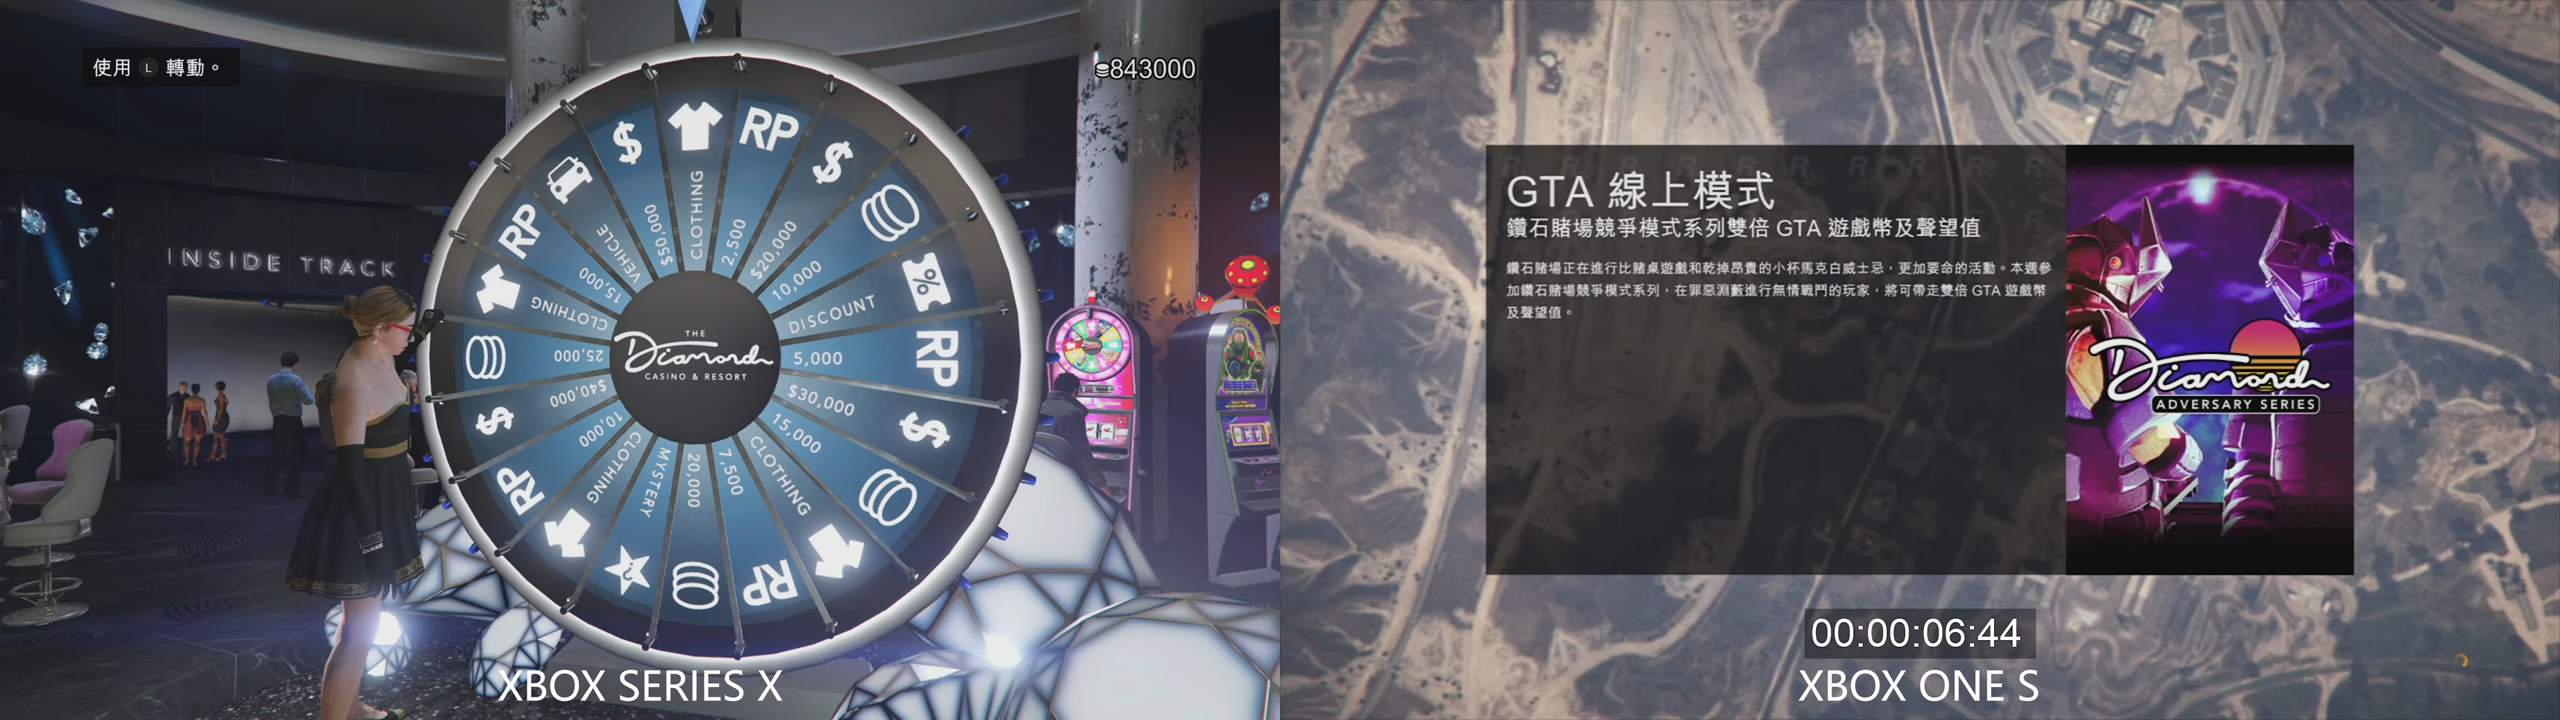 使用 L 轉動。
843000
INSIDE TRACK
CLOTHING
2,500
RP
$20,000
$
10,000
DISCOUNT
%
5,000
RP
$30,000
$
15,000
CLOTHING
7,500
RP
20,000
MYSTERY
?
CLOTHING
10,000
RP
$40,000
$
25,000
CLOTHING
15,000
RP
VEHICLE
$50,000
$
THE
Diamond
CASINO & RESORT
XBOX SERIES X
GTA 線上模式
鑽石賭場競爭模式系列雙倍 GTA 遊戲幣及聲望值
鑽石賭場正在進行比賭桌遊戲和乾掉昂貴的小杯馬克白威士忌，更加要命的活動。本週參
加鑽石賭場競爭模式系列，在罪惡淵藪進行無情戰鬥的玩家，將可帶走雙倍 GTA 遊戲幣
及聲望值。
Diamond
ADVERSARY SERIES
00:00:06:44
XBOX ONE S